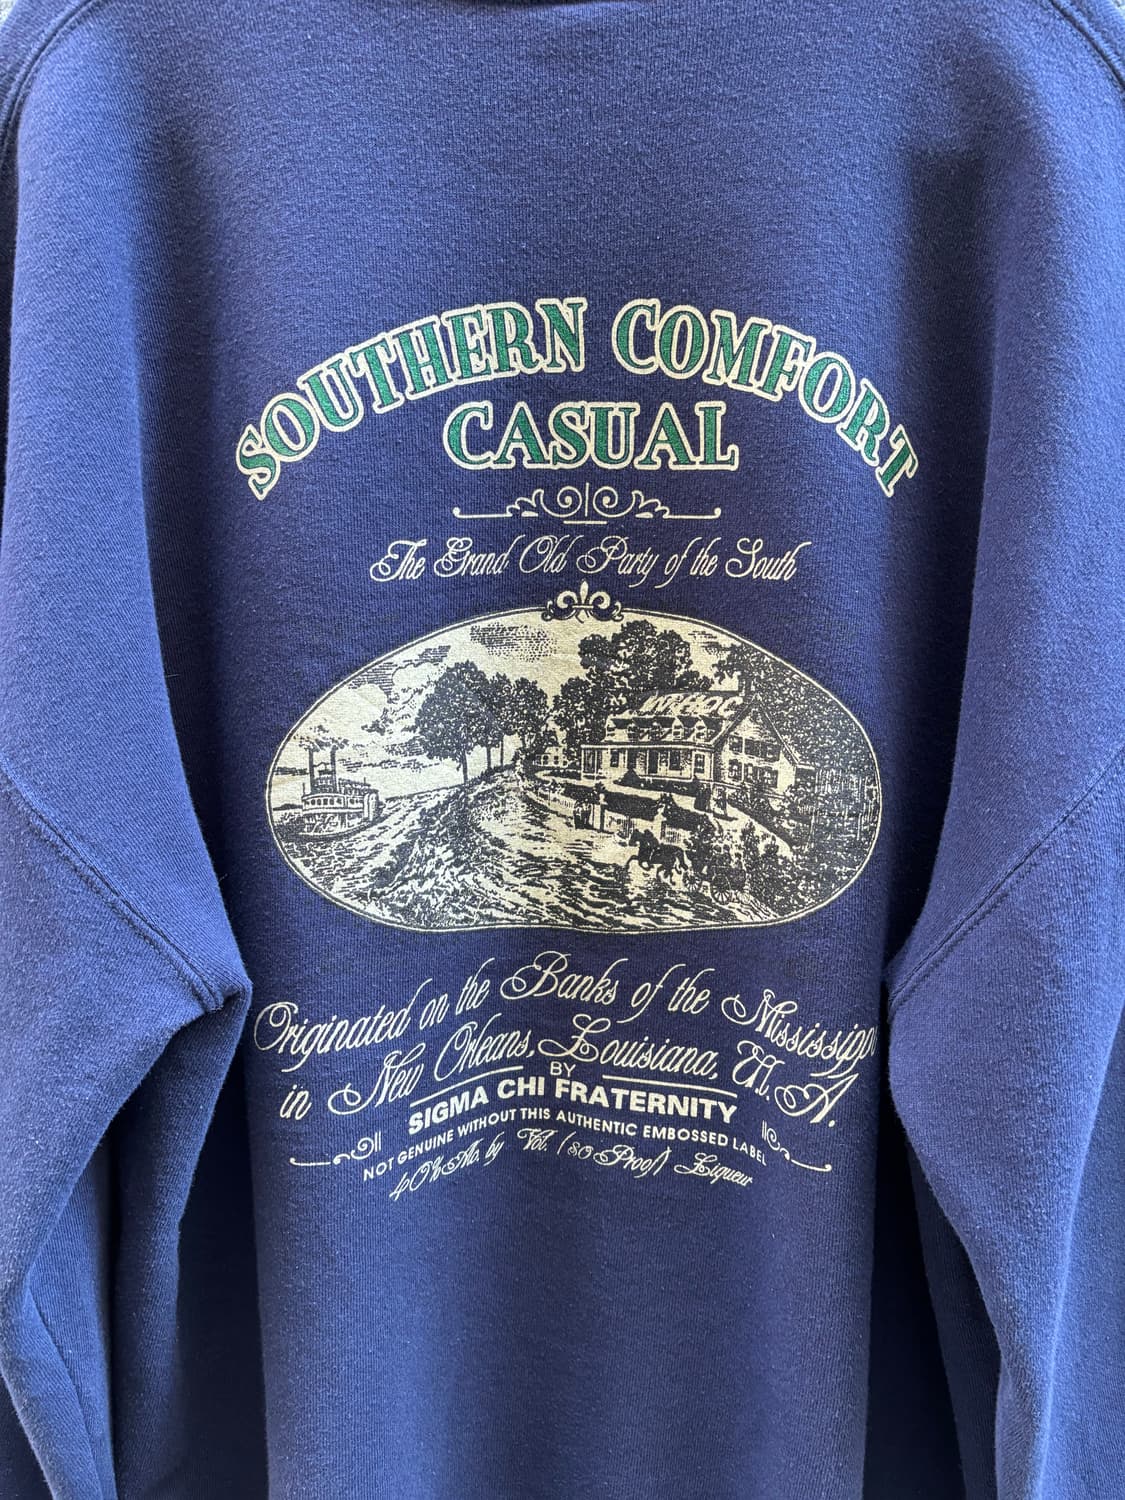 SOUTHERN COMFORT
CASUAL
The Grand Old Party of the South
Originated on the Banks of the Mississippi
in New Orleans, Louisiana, U.S.A.
BY
SIGMA CHI FRATERNITY
NOT GENUINE WITHOUT THIS AUTHENTIC EMBOSSED LABEL
40% Alc. by Vol. (80 Proof) Liqueur